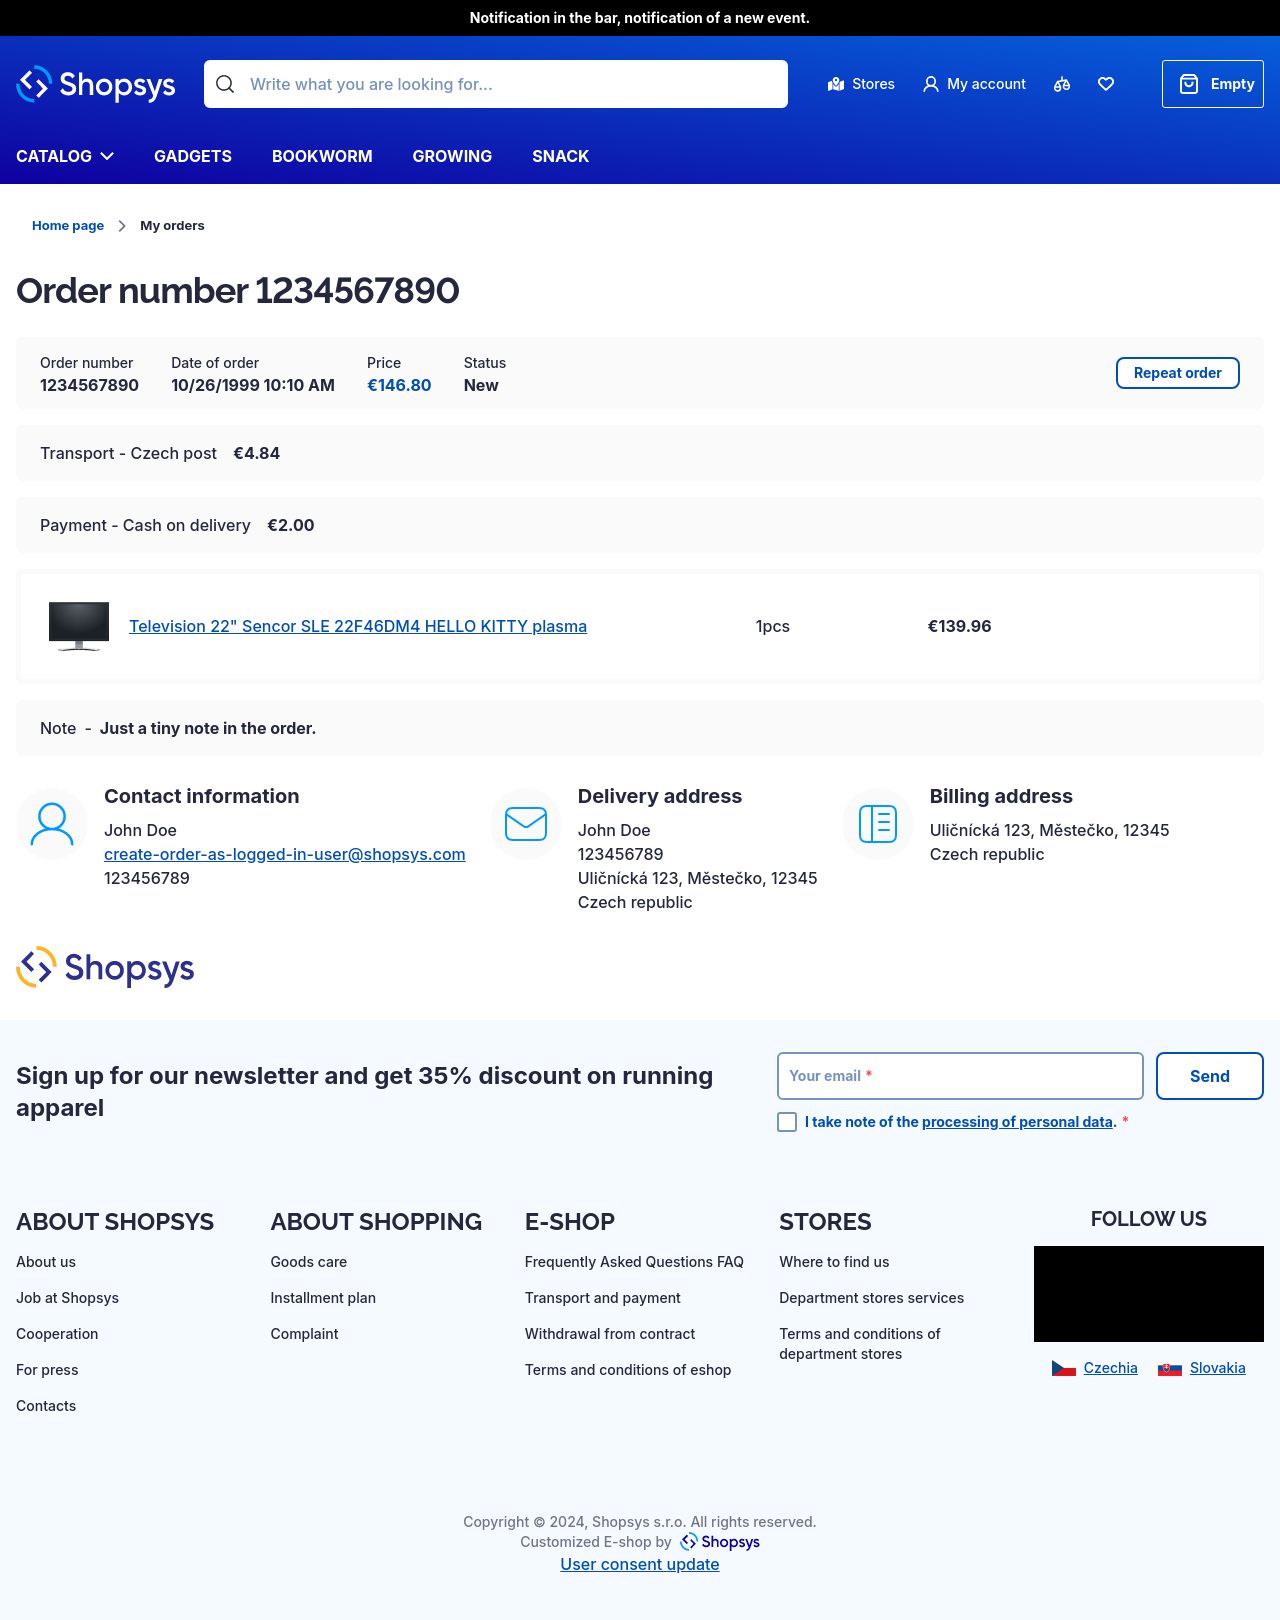 Notification in the bar, notification of a new event.
Shopsys
Write what you are looking for...
Stores
My account
Empty
CATALOG
GADGETS
BOOKWORM
GROWING
SNACK
Home page
My orders
Order number 1234567890
Order number
1234567890
Date of order
10/26/1999 10:10 AM
Price
€146.80
Status
New
Repeat order
Transport - Czech post €4.84
Payment - Cash on delivery €2.00
Television 22" Sencor SLE 22F46DM4 HELLO KITTY plasma
1pcs
€139.96
Note - Just a tiny note in the order.
Contact information
John Doe
create-order-as-logged-in-user@shopsys.com
123456789
Delivery address
John Doe
123456789
Uličnícká 123, Městečko, 12345
Czech republic
Billing address
Uličnícká 123, Městečko, 12345
Czech republic
Shopsys
Sign up for our newsletter and get 35% discount on running
apparel
Your email *
Send
I take note of the processing of personal data. *
ABOUT SHOPSYS
About us
Job at Shopsys
Cooperation
For press
Contacts
ABOUT SHOPPING
Goods care
Installment plan
Complaint
E-SHOP
Frequently Asked Questions FAQ
Transport and payment
Withdrawal from contract
Terms and conditions of eshop
STORES
Where to find us
Department stores services
Terms and conditions of
department stores
FOLLOW US
Czechia
Slovakia
Copyright © 2024, Shopsys s.r.o. All rights reserved.
Customized E-shop by Shopsys
User consent update